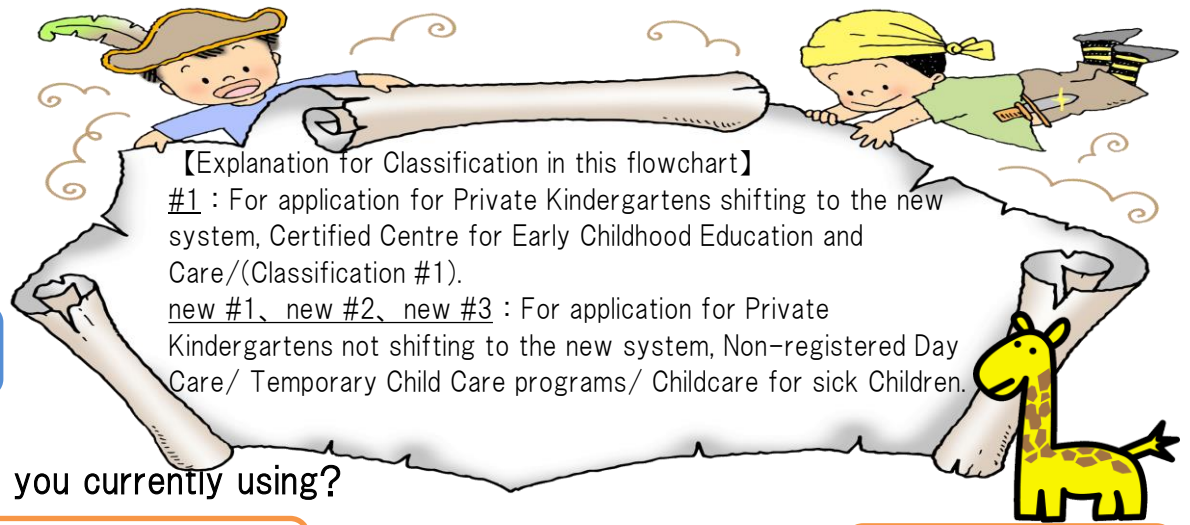 【Explanation for Classification in this flowchart】
#1：For application for Private Kindergartens shifting to the new
system, Certified Centre for Early Childhood Education and
Care/(Classification #1).
new #1、new #2、new #3：For application for Private
Kindergartens not shifting to the new system, Non-registered Day
Care/ Temporary Child Care programs/ Childcare for sick Children.
you currently using?